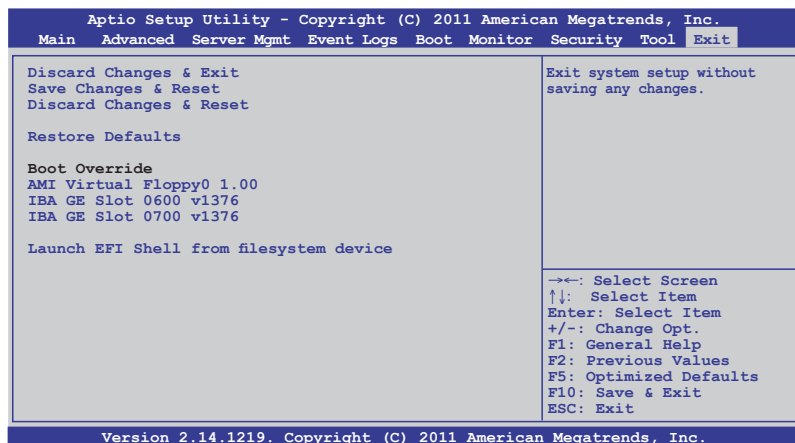 Aptio Setup Utility - Copyright (C) 2011 American Megatrends, Inc.
Main Advanced Server Mgmt Event Logs Boot Monitor Security Tool Exit
Discard Changes & Exit
Save Changes & Reset
Discard Changes & Reset
Restore Defaults
Boot Override
AMI Virtual Floppy0 1.00
IBA GE Slot 0600 v1376
IBA GE Slot 0700 v1376
Launch EFI Shell from filesystem device
Exit system setup without
saving any changes.
→←: Select Screen
↑↓: Select Item
Enter: Select Item
+/-: Change Opt.
F1: General Help
F2: Previous Values
F5: Optimized Defaults
F10: Save & Exit
ESC: Exit
Version 2.14.1219. Copyright (C) 2011 American Megatrends, Inc.